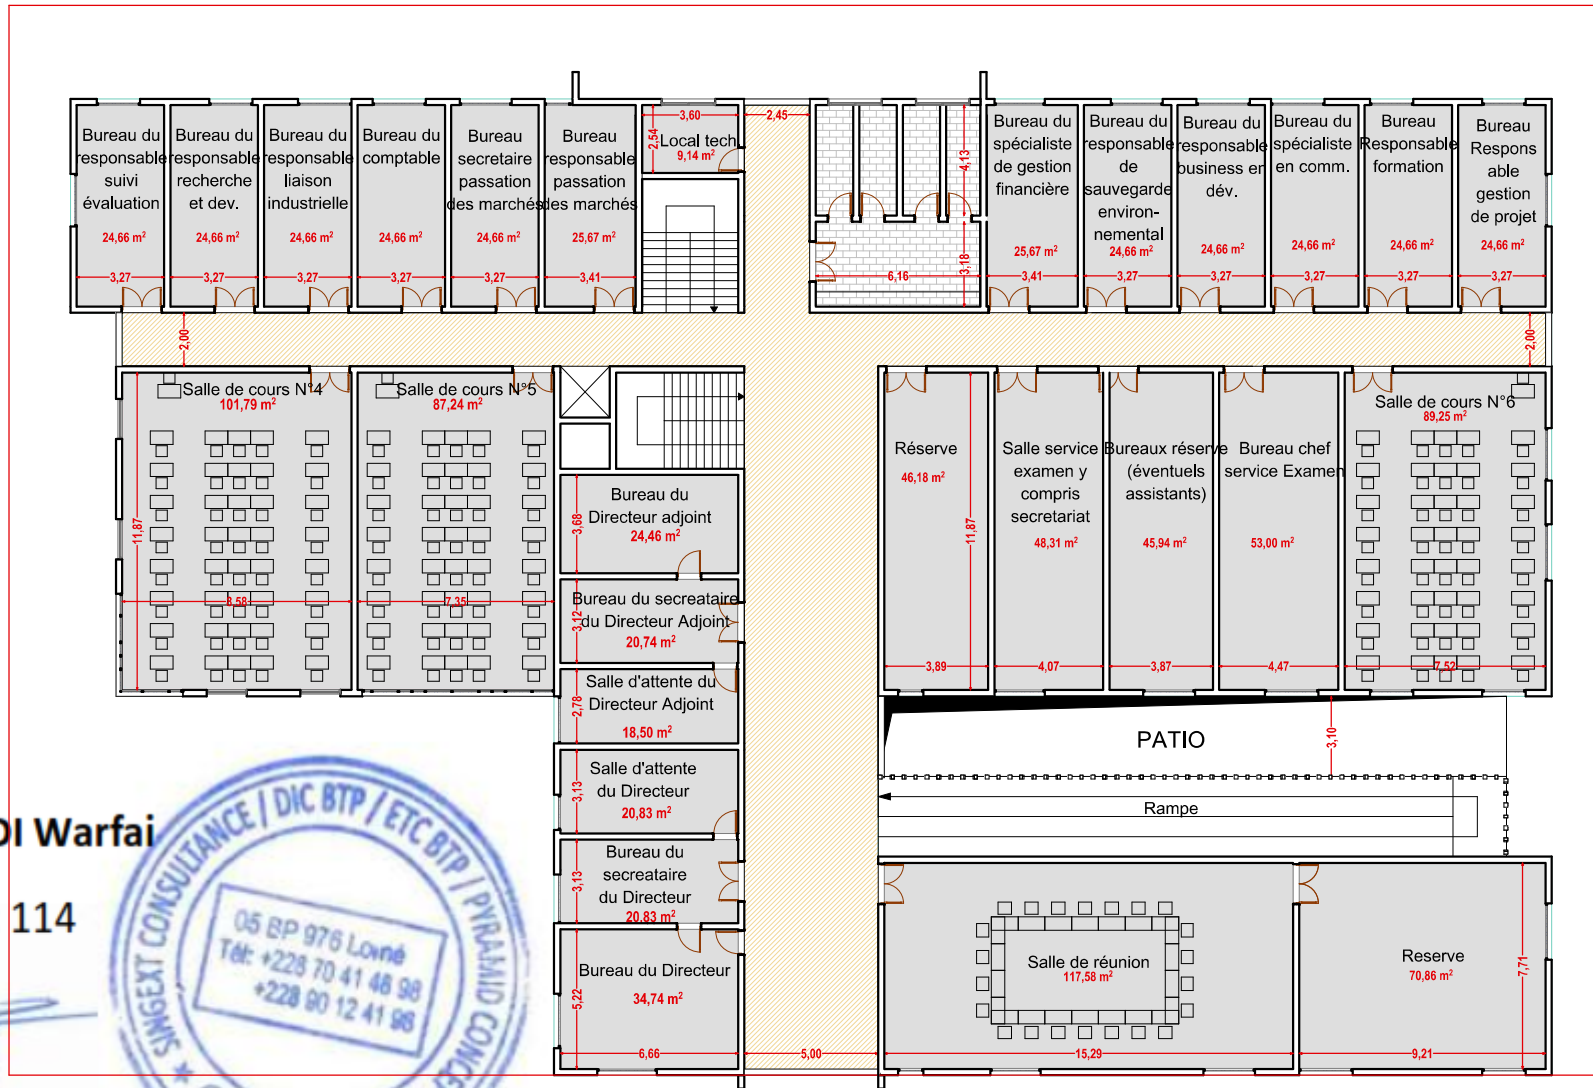 Bureau du
responsable
suivi
évaluation
24,66 m²
3,27
Bureau du
responsable
recherche
et dev.
24,66 m²
3,27
Bureau du
responsable
liaison
industrielle
24,66 m²
3,27
Bureau du
comptable
24,66 m²
3,27
Bureau
secretaire
passation
des marchés
24,66 m²
3,27
Bureau
responsable
passation
des marchés
25,67 m²
3,41
3,60
2,54
Local tech
9,14 m²
2,45
4,13
3,18
6,16
Bureau du
spécialiste
de gestion
financière
25,67 m²
3,41
Bureau du
responsable
de
sauvegarde
environ-
nemental
24,66 m²
3,27
Bureau du
responsable
business en
dév.
24,66 m²
3,27
Bureau du
spécialiste
en comm.
24,66 m²
3,27
Bureau
Responsable
formation
24,66 m²
3,27
Bureau
Respons
able
gestion
de projet
24,66 m²
3,27
2,00
2,00
Salle de cours N°4
101,79 m²
11,87
8,58
Salle de cours N°5
87,24 m²
7,35
Bureau du
Directeur adjoint
24,46 m²
3,68
Bureau du secreataire
du Directeur Adjoint
20,74 m²
3,12
Salle d'attente du
Directeur Adjoint
18,50 m²
2,78
Salle d'attente
du Directeur
20,83 m²
3,13
Bureau du
secreataire
du Directeur
20,83 m²
3,13
Bureau du Directeur
34,74 m²
5,22
6,66
5,00
Réserve
46,18 m²
11,87
3,89
Salle service
examen y
compris
secretariat
48,31 m²
4,07
Bureaux réserve
(éventuels
assistants)
45,94 m²
3,87
Bureau chef
service Examen
53,00 m²
4,47
Salle de cours N°6
89,25 m²
7,52
PATIO
3,10
Rampe
Salle de réunion
117,58 m²
15,29
Reserve
70,86 m²
7,71
9,21
DI Warfai
114
SINGEXT CONSULTANCE / DIC BTP / ETC BTP / PYRAMID CONCE
05 BP 976 Lomé
Tél: +228 70 41 46 98
+228 90 12 41 98